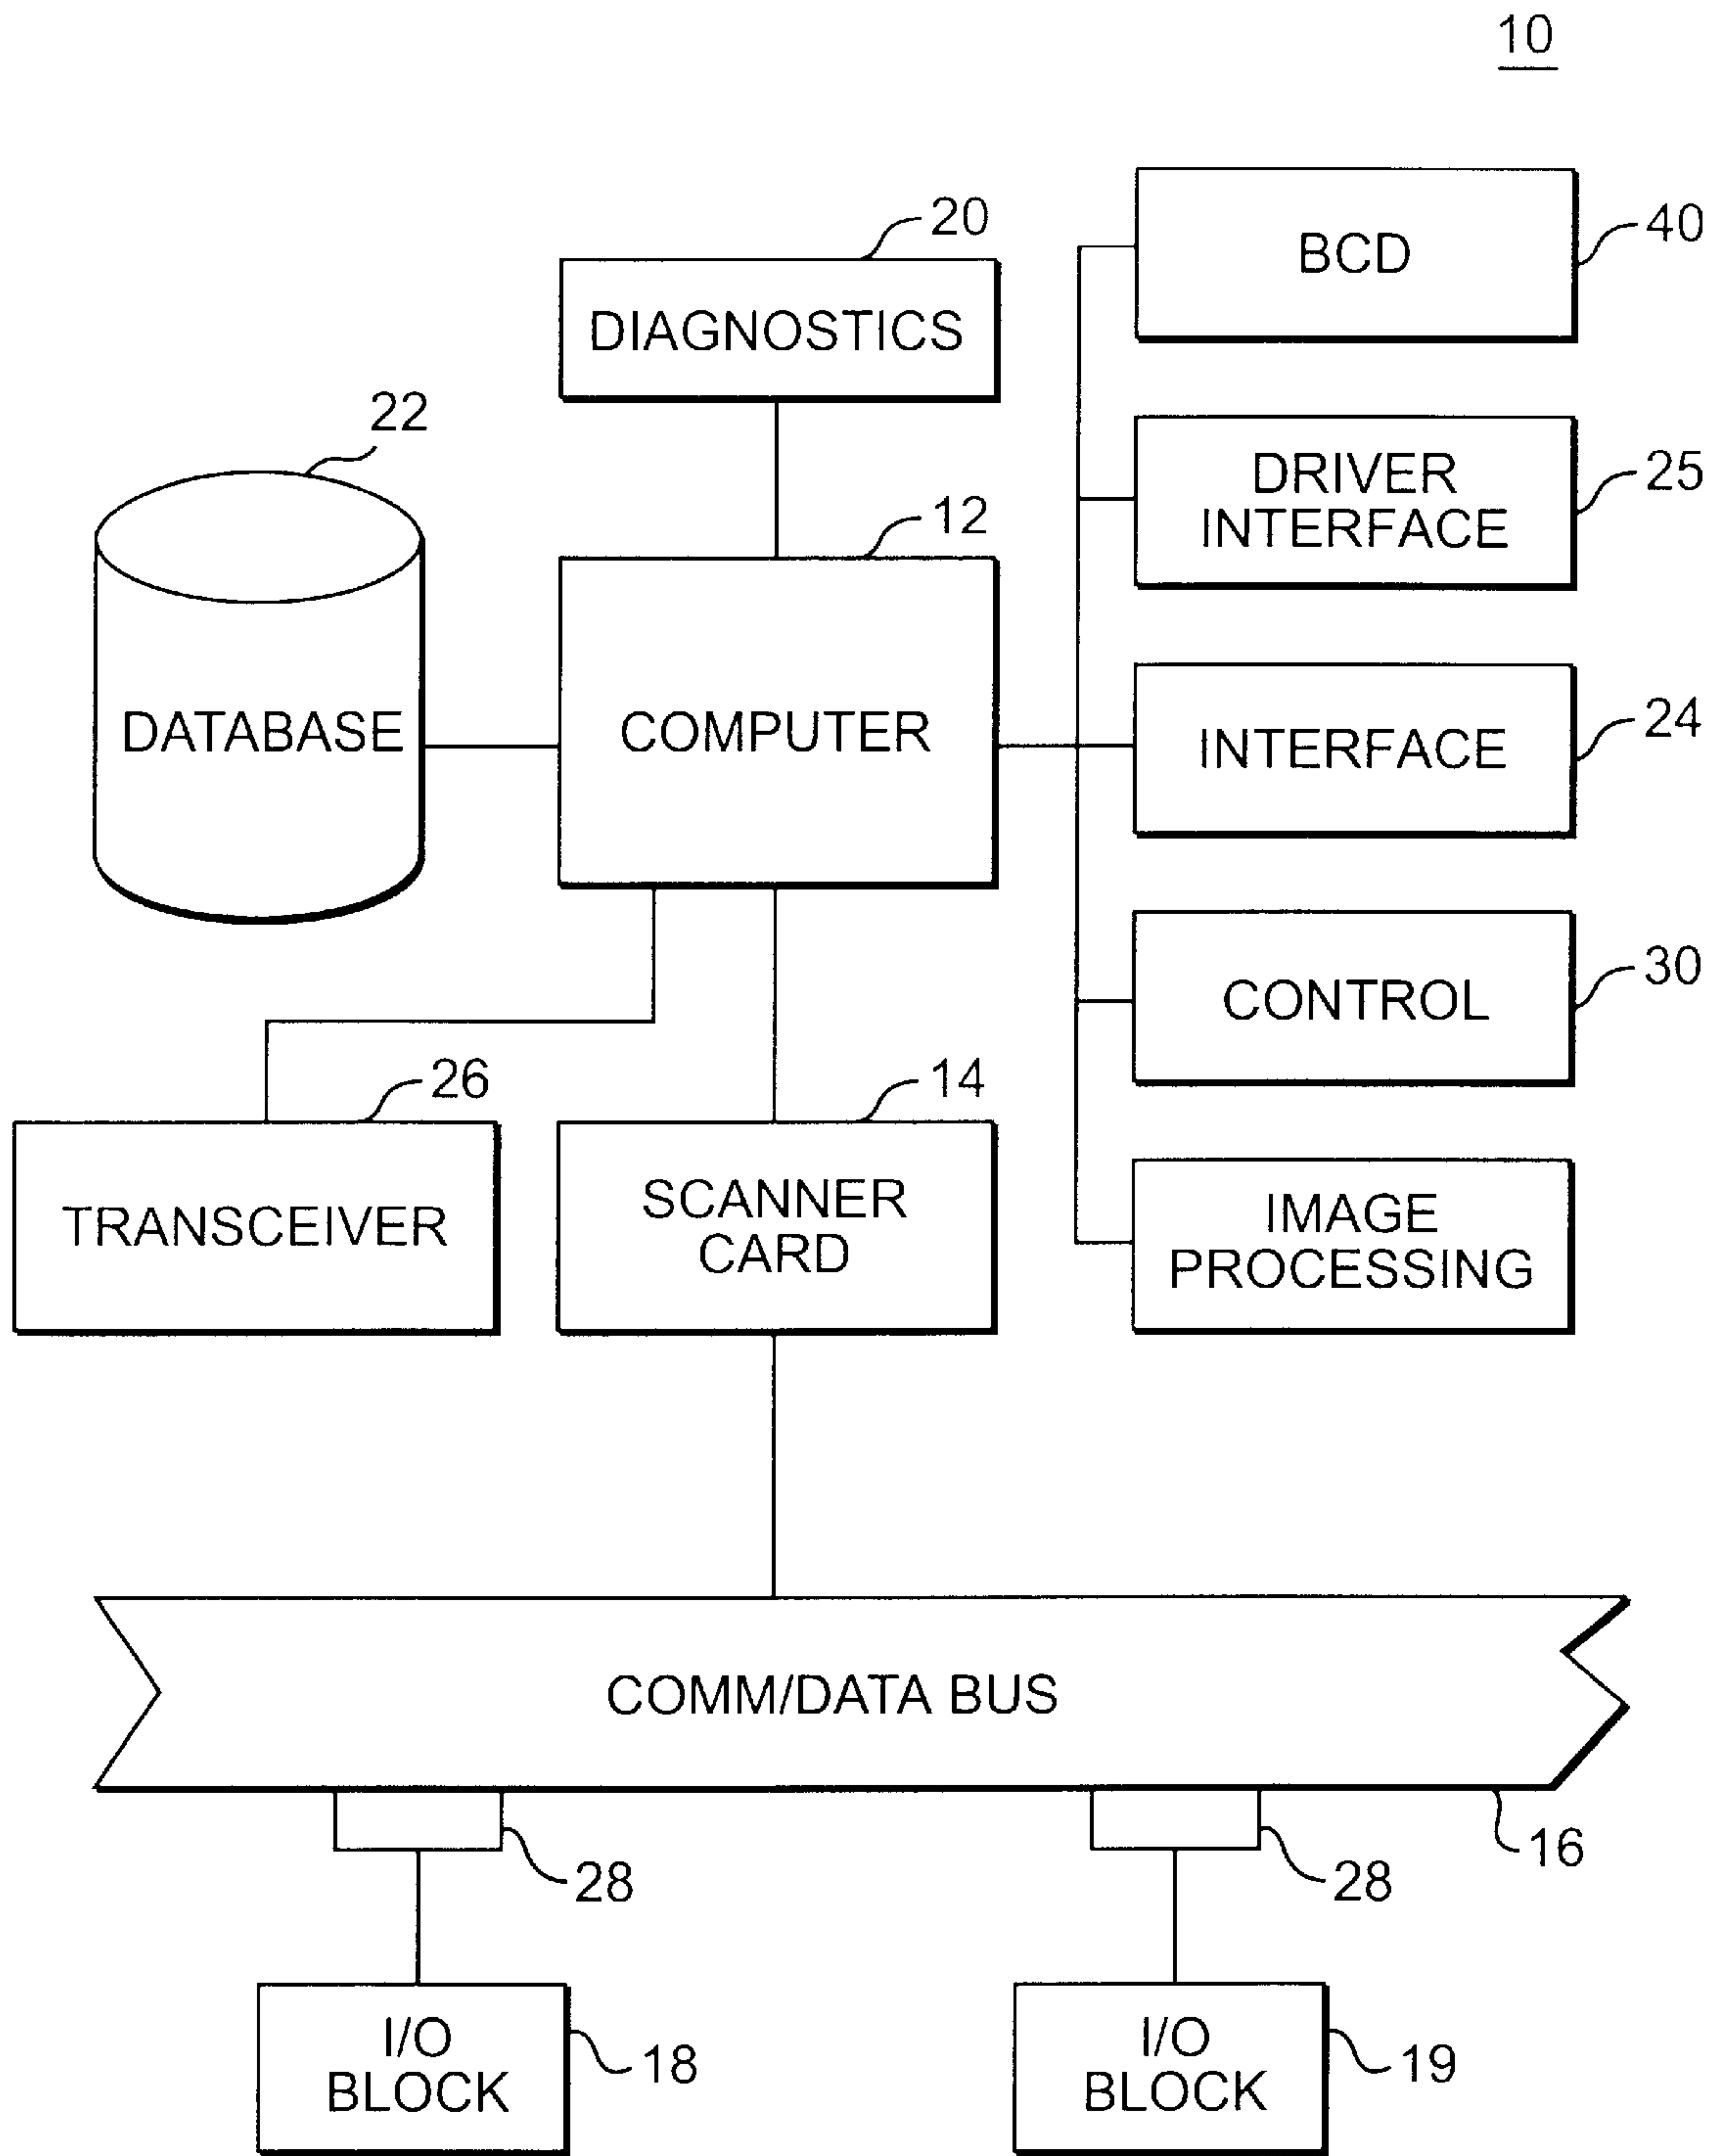 10
BCD
40
20
DIAGNOSTICS
22
DRIVER
INTERFACE
25
12
DATABASE
COMPUTER
INTERFACE
24
CONTROL
30
26
14
TRANSCEIVER
SCANNER
CARD
IMAGE
PROCESSING
COMM/DATA BUS
16
28
28
I/O
BLOCK
18
I/O
BLOCK
19